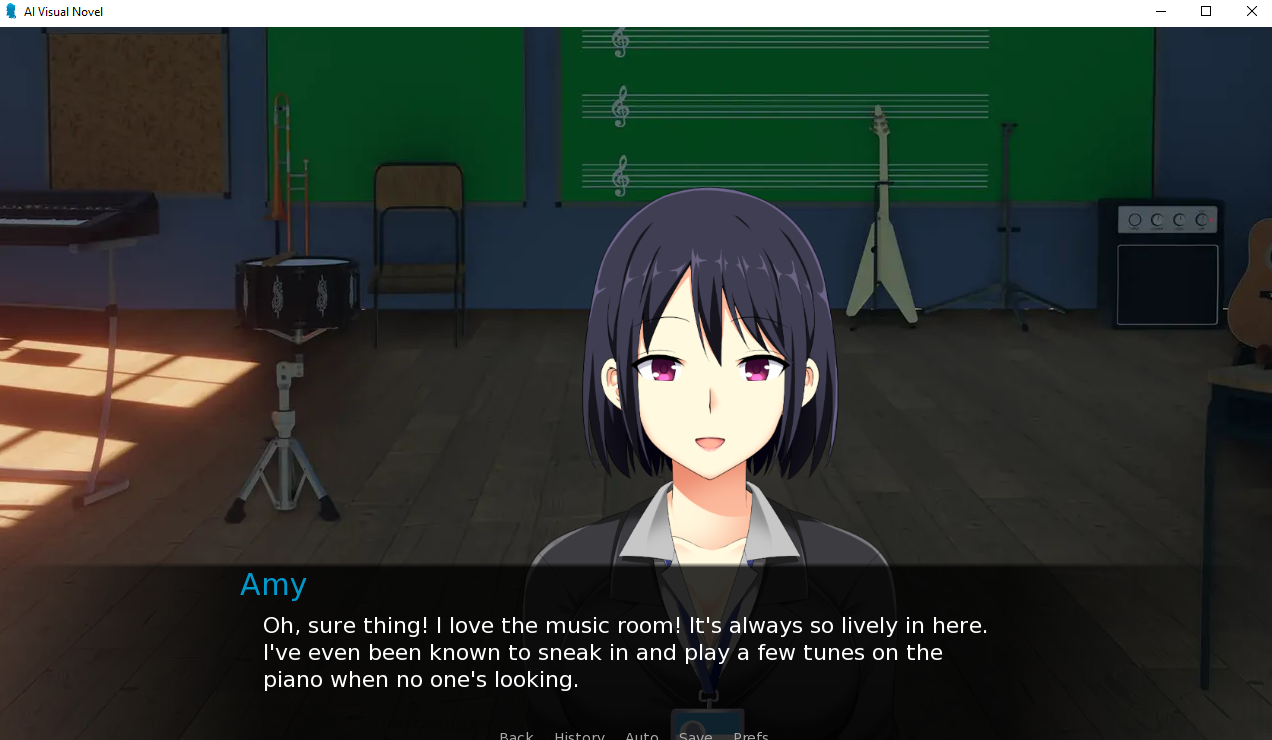 AI Visual Novel
Amy
Oh, sure thing! I love the music room! It's always so lively in here.
I've even been known to sneak in and play a few tunes on the
piano when no one's looking.
Back History Auto Save Prefs